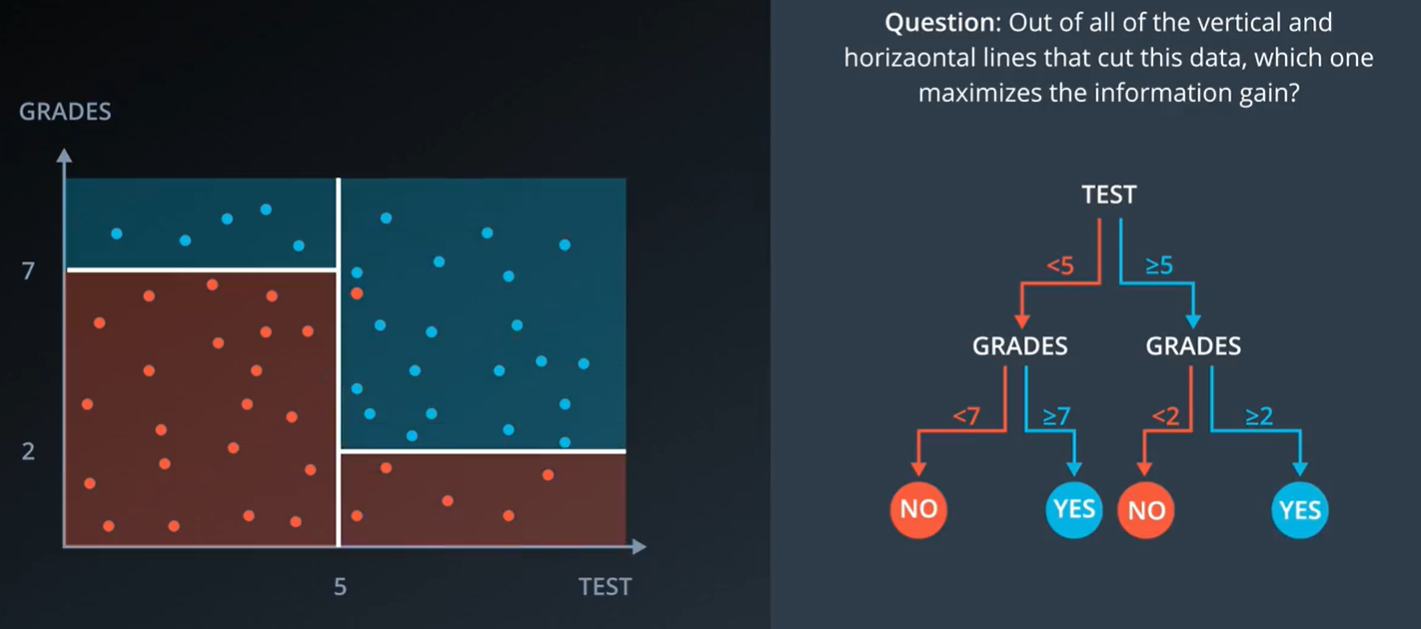 GRADES
7
2
5
TEST
Question: Out of all of the vertical and
horizaontal lines that cut this data, which one
maximizes the information gain?
TEST
<5
≥5
GRADES
GRADES
<7
≥7
<2
≥2
NO
YES
NO
YES